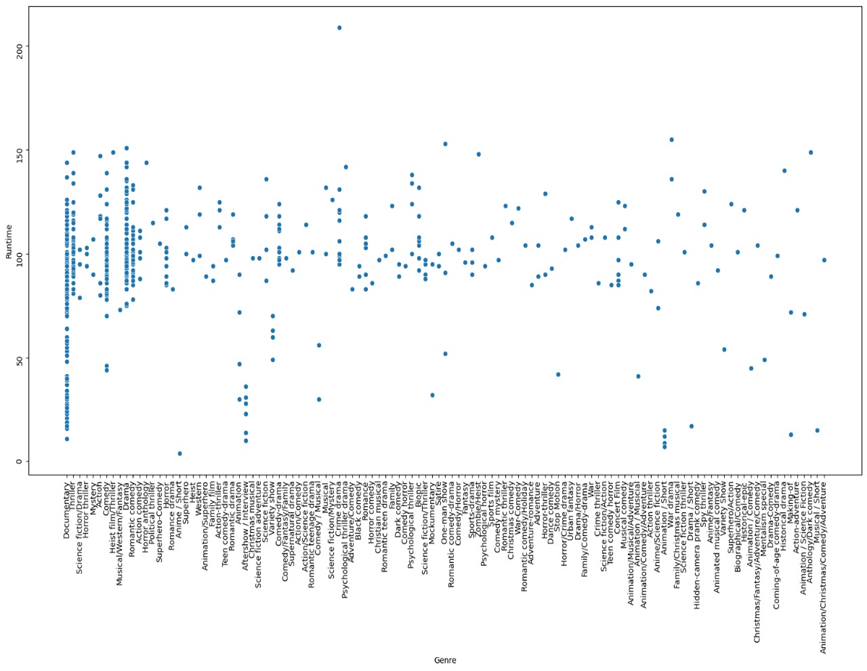 200
150
100
50
0
Runtime
Documentary
Thriller
Science fiction/Drama
Horror thriller
Mystery
Action
Comedy
Heist film/Thriller
Musical/Western/Fantasy
Drama
Romantic comedy
Action comedy
Horror anthology
Political thriller
Superhero-Comedy
Horror
Romance drama
Anime / Short
Superhero
Heist
Western
Animation/Superhero
Family film
Action-thriller
Teen comedy-drama
Romantic drama
Animation
Aftershow / Interview
Christmas musical
Science fiction adventure
Science fiction
Variety show
Comedy-drama
Comedy/Fantasy/Family
Supernatural drama
Action/Comedy
Action/Science fiction
Romantic teenage drama
Comedy / Musical
Musical
Science fiction/Mystery
Crime drama
Psychological thriller drama
Adventure/Comedy
Black comedy
Romance
Horror comedy
Christian musical
Romantic teen drama
Family
Dark comedy
Comedy horror
Psychological thriller
Biopic
Science fiction/Thriller
Mockumentary
Satire
One-man show
Romantic comedy-drama
Comedy/Horror
Fantasy
Sports-drama
Zombie/Heist
Psychological horror
Sports film
Comedy mystery
Romantic thriller
Christmas comedy
War-Comedy
Romantic comedy/Holiday
Adventure-romance
Adventure
Horror-thriller
Dance comedy
Stop Motion
Horror/Crime drama
Urban fantasy
Drama/Horror
Family/Comedy-drama
War
Crime thriller
Science fiction/Action
Teen comedy horror
Concert Film
Musical comedy
Animation/Musical/Adventure
Animation / Musicial
Animation/Comedy/Adventure
Action thriller
Anime/Science fiction
Animation / Short
War drama
Family/Christmas musical
Science fiction thriller
Drama / Short
Hidden-camera prank comedy
Spy thriller
Anime/Fantasy
Animated musical comedy
Variety Show
Superhero/Action
Biographical/Comedy
Historical-epic
Animation / Comedy
Christmas/Fantasy/Adventure/Comedy
Mentalism special
Drama-Comedy
Coming-of-age comedy-drama
Historical drama
Making-of
Action-adventure
Animation / Science Fiction
Anthology/Dark comedy
Musical / Short
Animation/Christmas/Comedy/Adventure
Genre